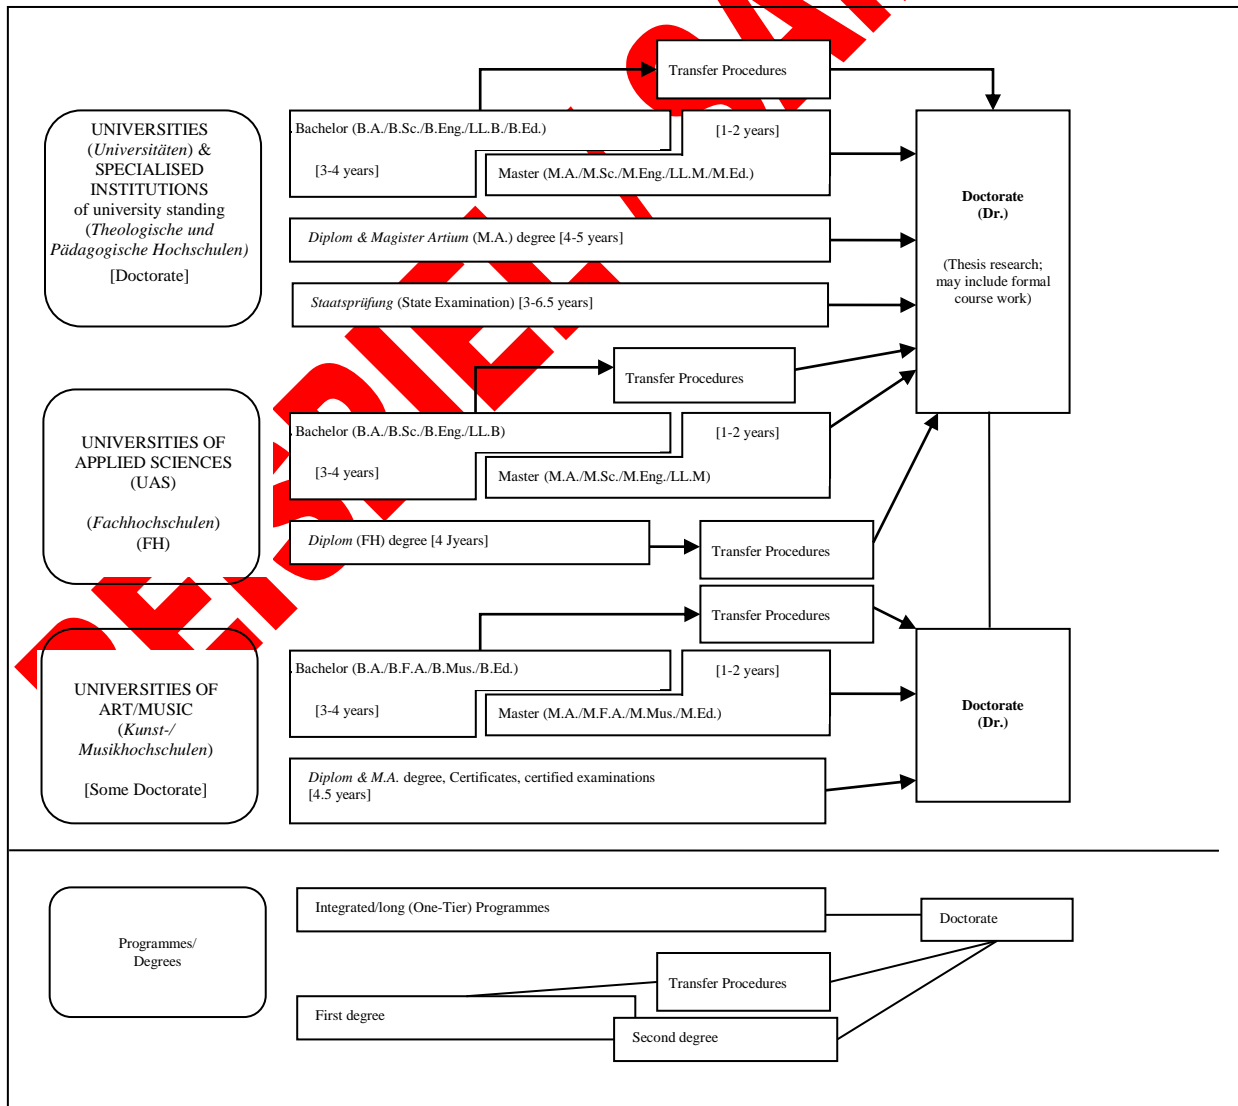 Transfer Procedures
UNIVERSITIES
(Universitäten) &
SPECIALISED
INSTITUTIONS
of university standing
(Theologische und
Pädagogische Hochschulen)
[Doctorate]
. Bachelor (B.A./B.Sc./B.Eng./LL.B./B.Ed.)
[1-2 years]
[3-4 years]
Master (M.A./M.Sc./M.Eng./LL.M./M.Ed.)
Diplom & Magister Artium (M.A.) degree [4-5 years]
Staatsprüfung (State Examination) [3-6.5 years]
Doctorate
(Dr.)
(Thesis research;
may include formal
course work)
Transfer Procedures
UNIVERSITIES OF
APPLIED SCIENCES
(UAS)
(Fachhochschulen)
(FH)
. Bachelor (B.A./B.Sc./B.Eng./LL.B)
[1-2 years]
[3-4 years]
Master (M.A./M.Sc./M.Eng./LL.M)
Diplom (FH) degree [4 Jyears]
Transfer Procedures
Transfer Procedures
UNIVERSITIES OF
ART/MUSIC
(Kunst-/
Musikhochschulen)
[Some Doctorate]
. Bachelor (B.A./B.F.A./B.Mus./B.Ed.)
[1-2 years]
[3-4 years]
Master (M.A./M.F.A./M.Mus./M.Ed.)
Diplom & M.A. degree, Certificates, certified examinations
[4.5 years]
Doctorate
(Dr.)
Programmes/
Degrees
Integrated/long (One-Tier) Programmes
Doctorate
Transfer Procedures
First degree
Second degree